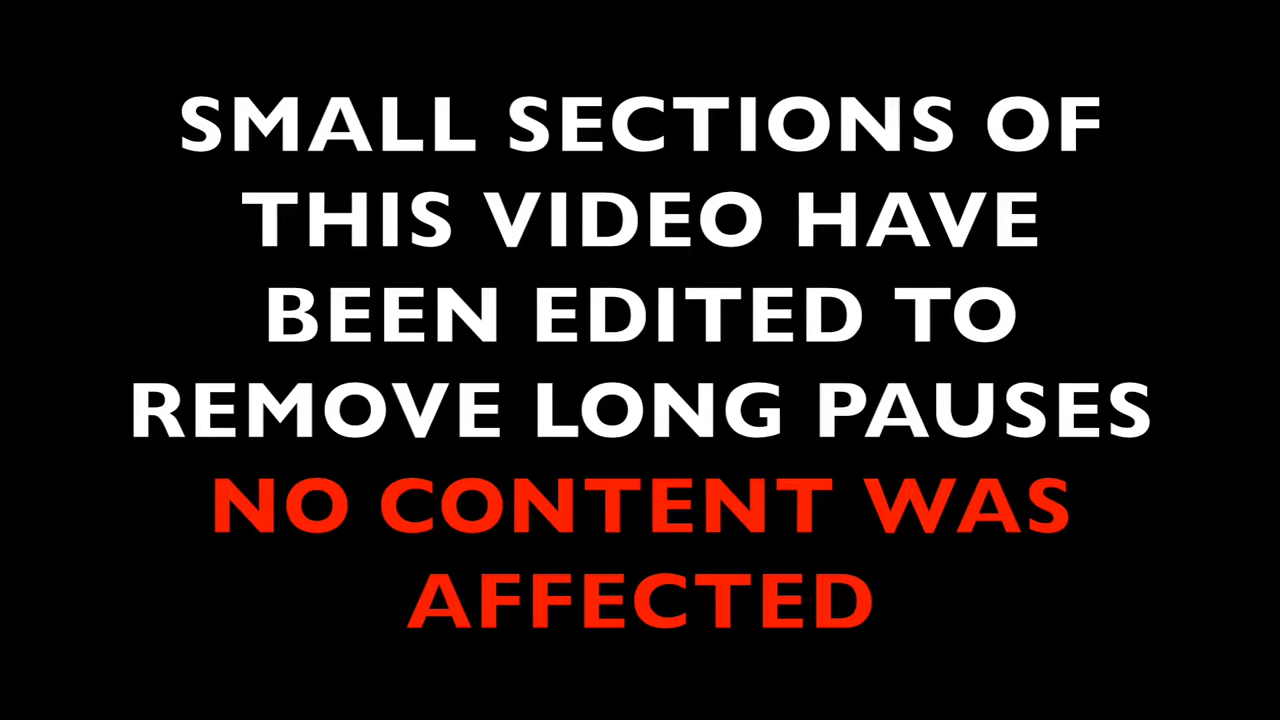 SMALL SECTIONS OF
THIS VIDEO HAVE
BEEN EDITED TO
REMOVE LONG PAUSES
NO CONTENT WAS
AFFECTED